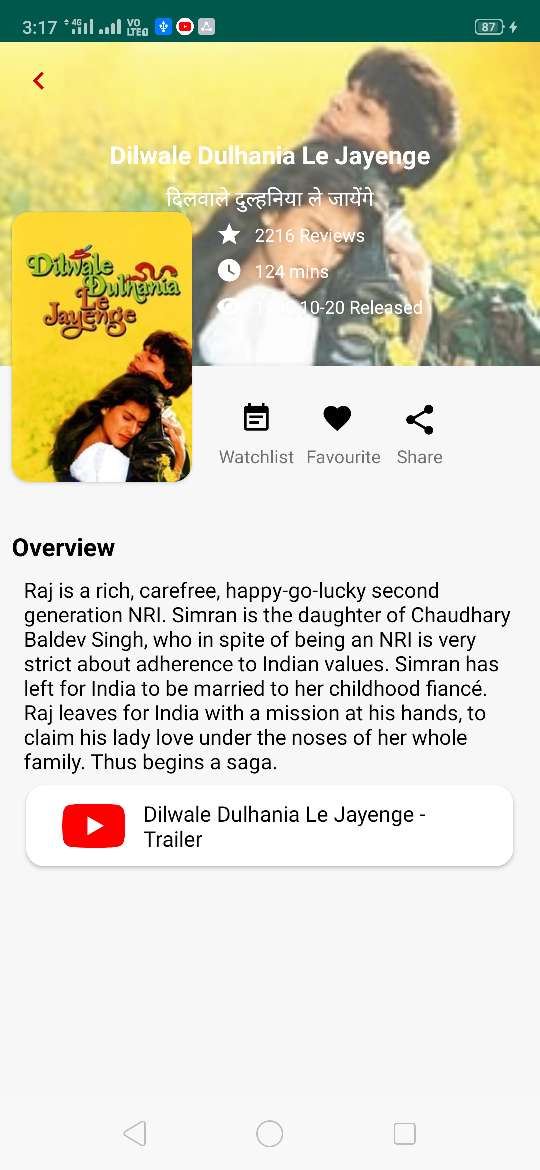 3:17 4G VO LTE 87
Dilwale Dulhania Le Jayenge
दिलवाले दुल्हनिया ले जायेंगे
2216 Reviews
124 mins
10-20 Released
Dilwale
Dulhania
Le
Jayenge
Watchlist Favourite Share
Overview
Raj is a rich, carefree, happy-go-lucky second
generation NRI. Simran is the daughter of Chaudhary
Baldev Singh, who in spite of being an NRI is very
strict about adherence to Indian values. Simran has
left for India to be married to her childhood fiancé.
Raj leaves for India with a mission at his hands, to
claim his lady love under the noses of her whole
family. Thus begins a saga.
Dilwale Dulhania Le Jayenge -
Trailer